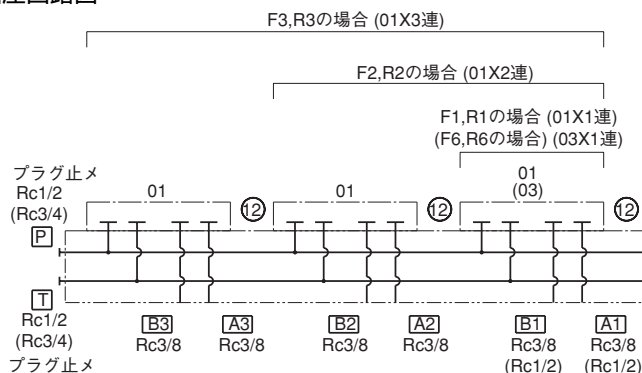 F3,R3の場合 (01X3連)
F2,R2の場合 (01X2連)
F1,R1の場合 (01X1連)
(F6,R6の場合) (03X1連)
プラグ止メ
Rc1/2
(Rc3/4)
01
12
01
12
01
(03)
12
P
T
Rc1/2
(Rc3/4)
プラグ止メ
B3
Rc3/8
A3
Rc3/8
B2
Rc3/8
A2
Rc3/8
B1
Rc3/8
(Rc1/2)
A1
Rc3/8
(Rc1/2)